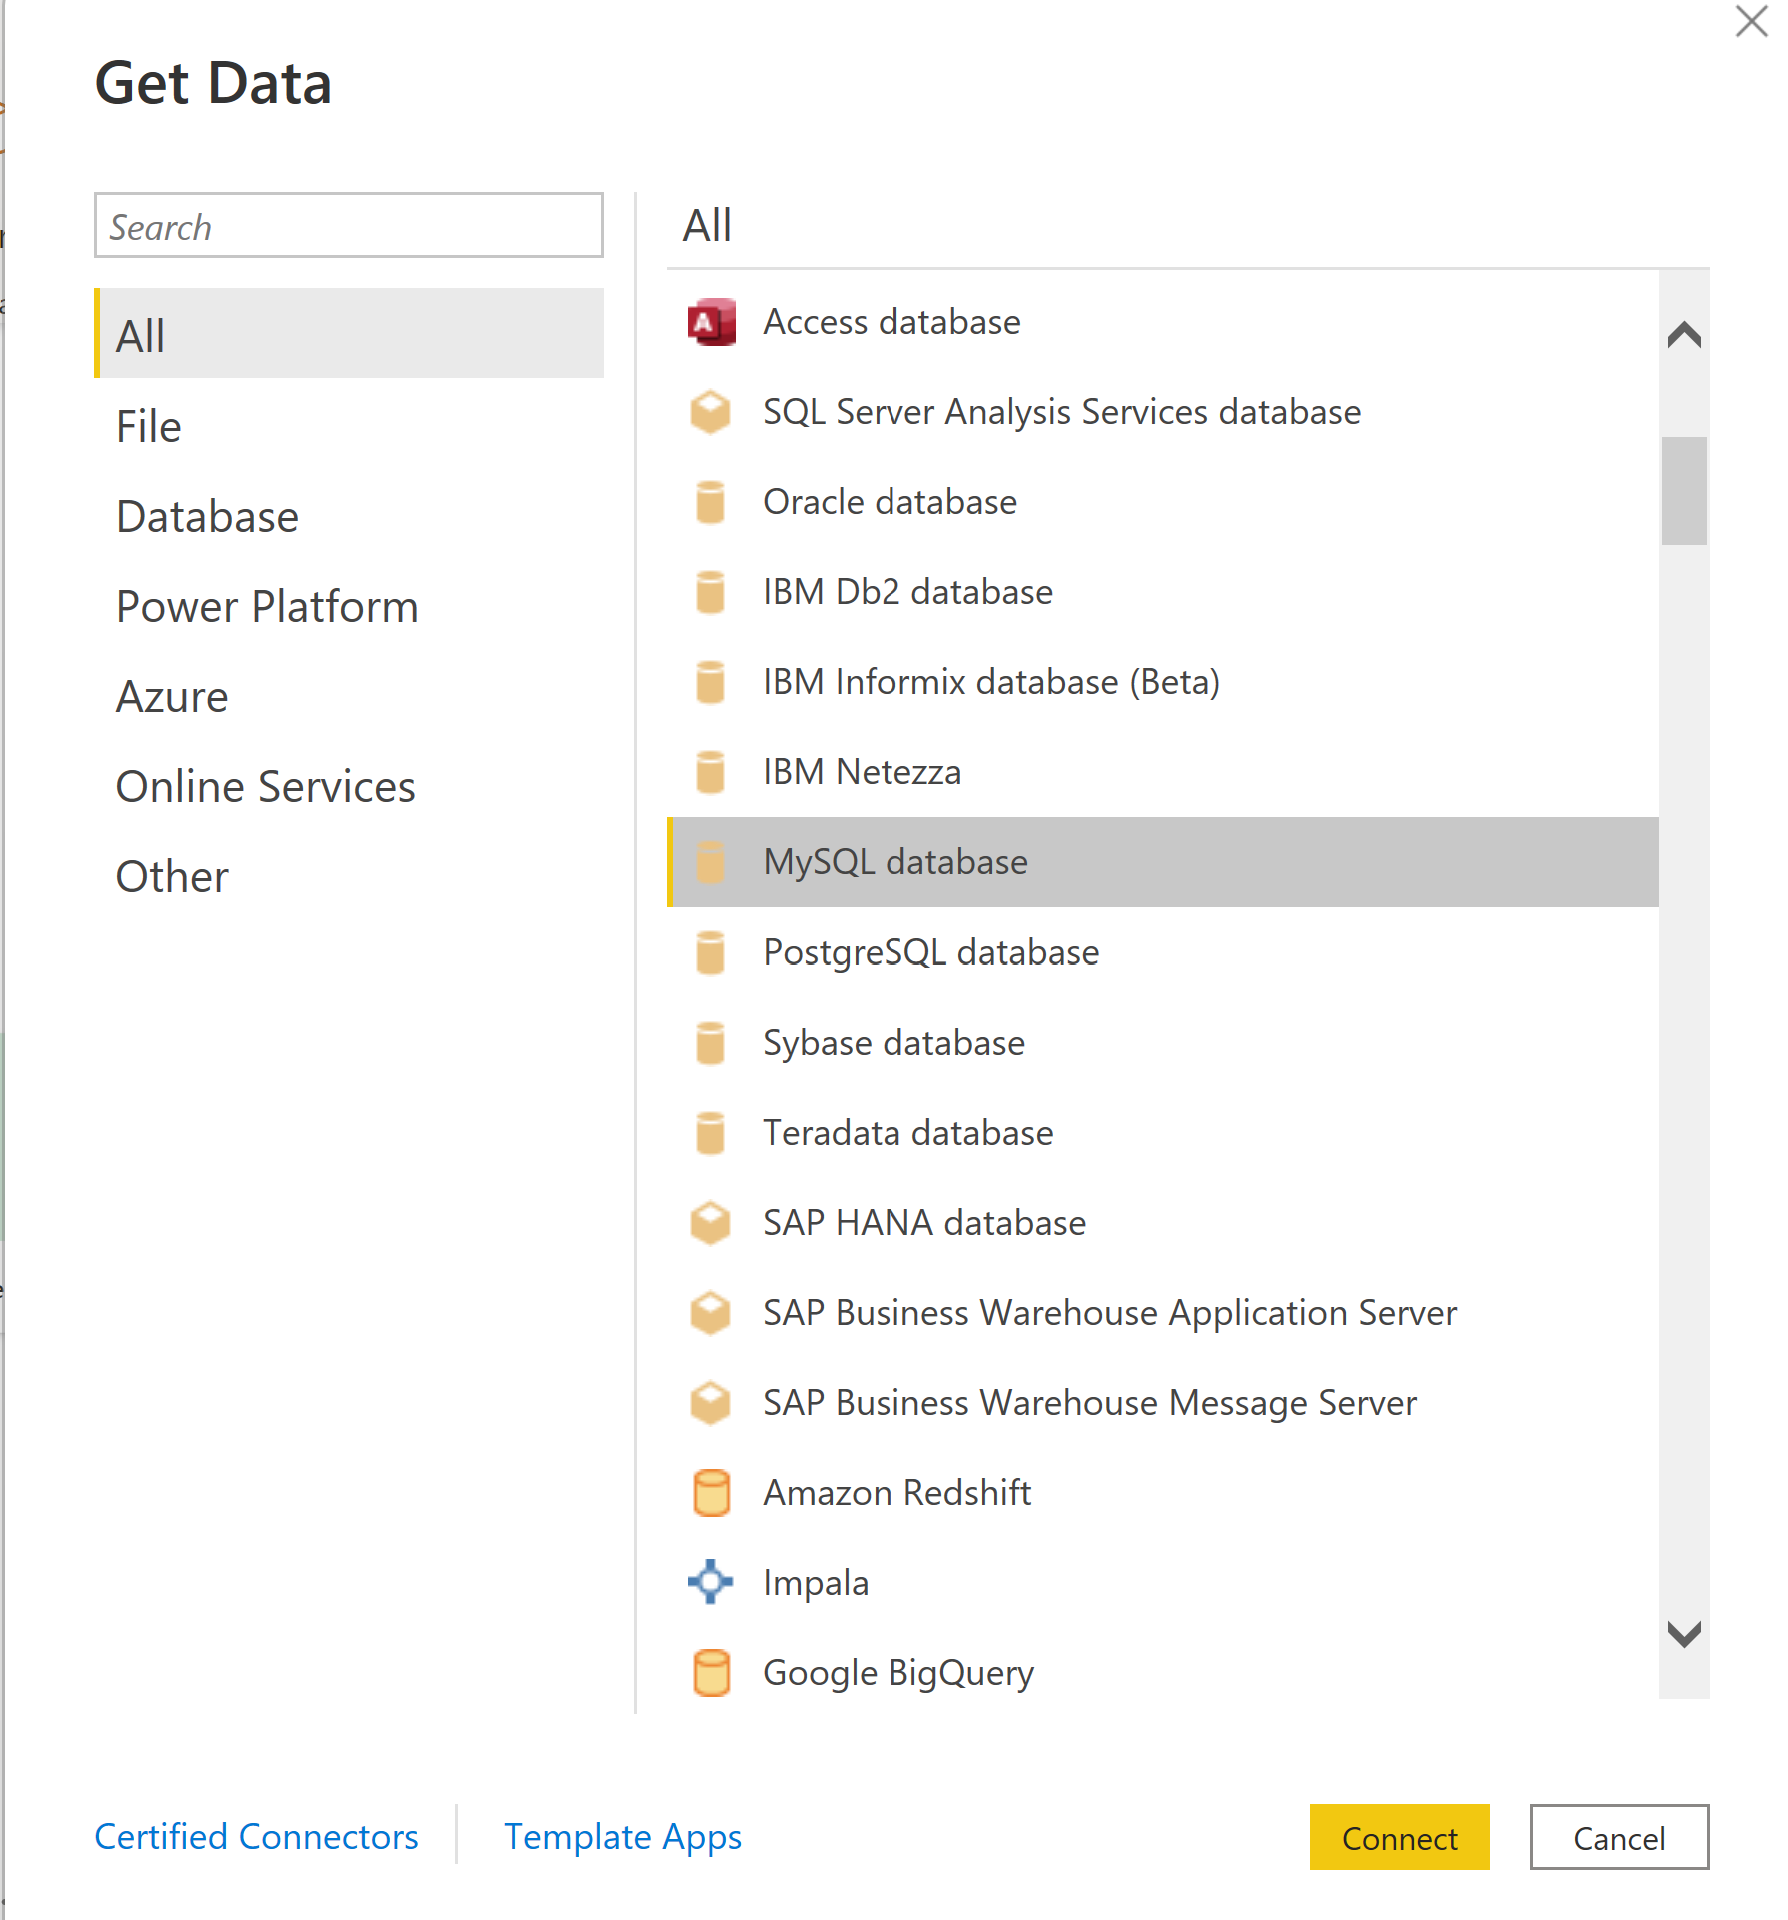 Get Data
Search
All
File
Database
Power Platform
Azure
Online Services
Other
All
Access database
SQL Server Analysis Services database
Oracle database
IBM Db2 database
IBM Informix database (Beta)
IBM Netezza
MySQL database
PostgreSQL database
Sybase database
Teradata database
SAP HANA database
SAP Business Warehouse Application Server
SAP Business Warehouse Message Server
Amazon Redshift
Impala
Google BigQuery
Certified Connectors
Template Apps
Connect
Cancel